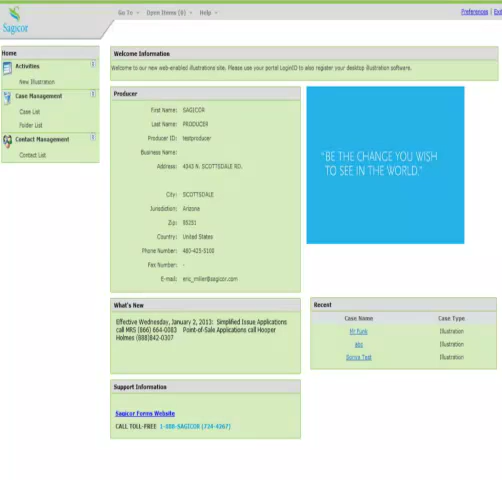 Sagicor
Go To Open Items (0) Help
Preferences | Exit
Home
Activities
New Illustration
Case Management
Case List
Folder List
Contact Management
Contact List
Welcome Information
Welcome to our new web-enabled illustrations site. Please use your portal LoginID to also register your desktop illustration software.
Producer
First Name: SAGICOR
Last Name: PRODUCER
Producer ID: testproducer
Business Name:
Address: 4343 N. SCOTTSDALE RD.
City: SCOTTSDALE
Jurisdiction: Arizona
Zip: 85251
Country: United States
Phone Number: 480-425-5100
Fax Number: -
E-mail: eric_miller@sagicor.com
"BE THE CHANGE YOU WISH
TO SEE IN THE WORLD."
What's New
Effective Wednesday, January 2, 2013: Simplified Issue Applications
call MRS (866) 664-0083 Point-of-Sale Applications call Hooper
Holmes (888)842-0307
Recent
Case Name Case Type
Mr Funk Illustration
abc Illustration
Test Illustration
Support Information
Sagicor Forms Website
CALL TOLL-FREE 1-888-SAGICOR (724-4267)